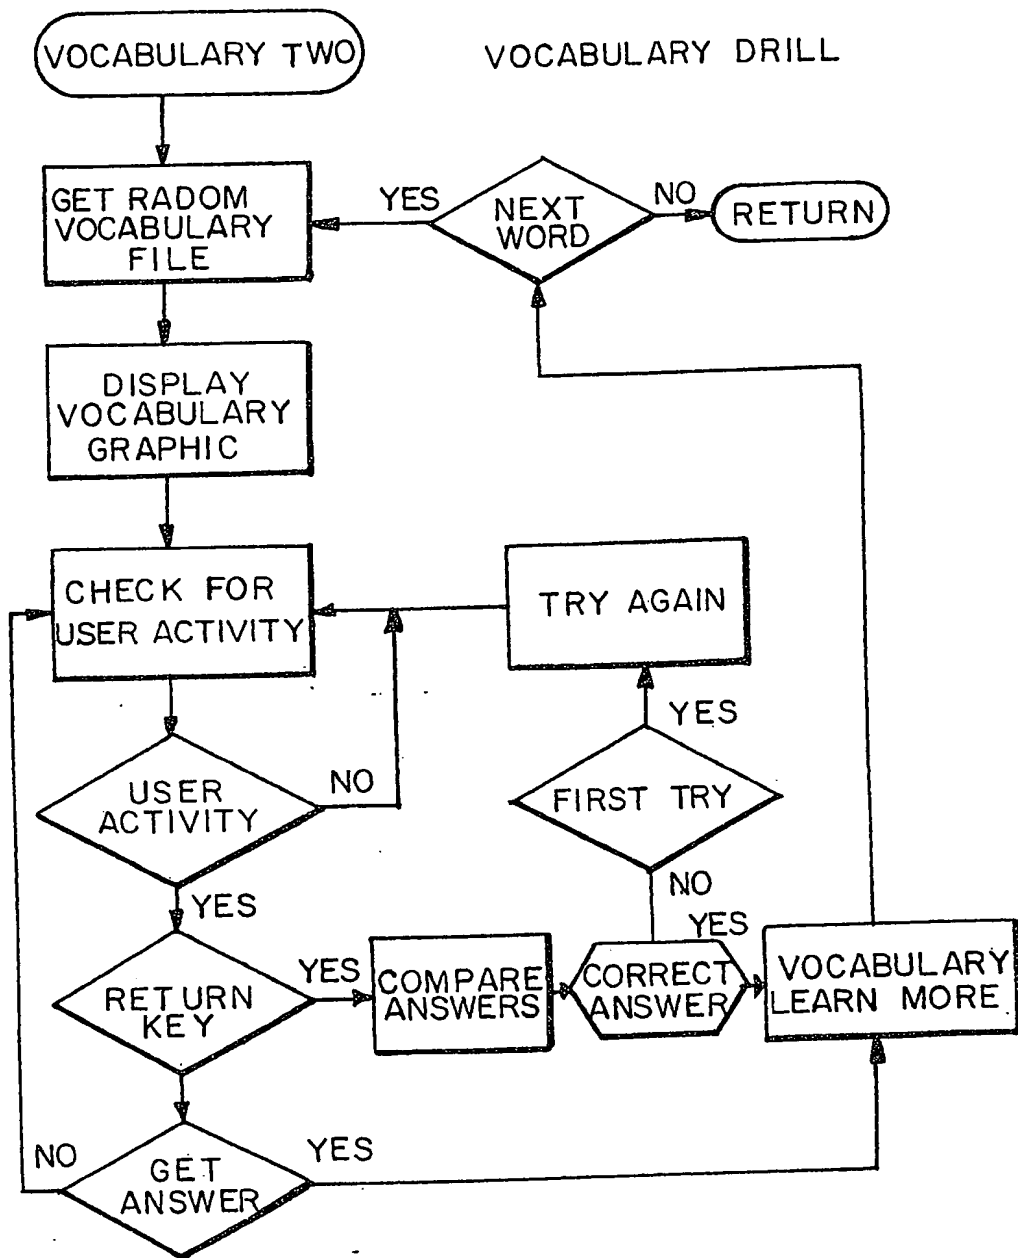 VOCABULARY TWO
VOCABULARY DRILL
GET RADOM
VOCABULARY
FILE
YES
NEXT
WORD
NO
RETURN
DISPLAY
VOCABULARY
GRAPHIC
CHECK FOR
USER ACTIVITY
TRY AGAIN
YES
USER
ACTIVITY
NO
FIRST TRY
YES
NO
YES
RETURN
KEY
YES
COMPARE
ANSWERS
CORRECT
ANSWER
VOCABULARY
LEARN MORE
NO
GET
ANSWER
YES